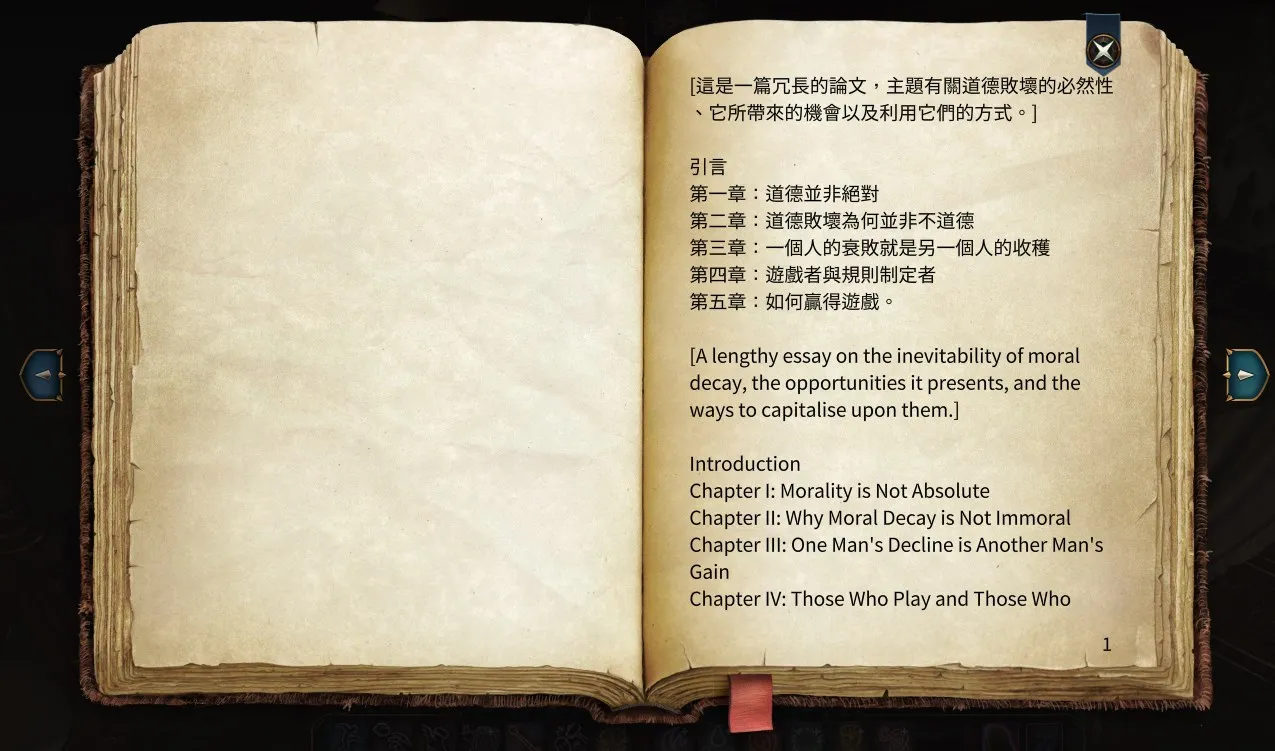 [這是一篇冗長的論文，主題有關道德敗壞的必然性
、它所帶來的機會以及利用它們的方式。]
引言
第一章：道德並非絕對
第二章：道德敗壞為何並非不道德
第三章：一個人的衰敗就是另一個人的收穫
第四章：遊戲者與規則制定者
第五章：如何贏得遊戲。
[A lengthy essay on the inevitability of moral
decay, the opportunities it presents, and the
ways to capitalise upon them.]
Introduction
Chapter I: Morality is Not Absolute
Chapter II: Why Moral Decay is Not Immoral
Chapter III: One Man's Decline is Another Man's
Gain
Chapter IV: Those Who Play and Those Who
1